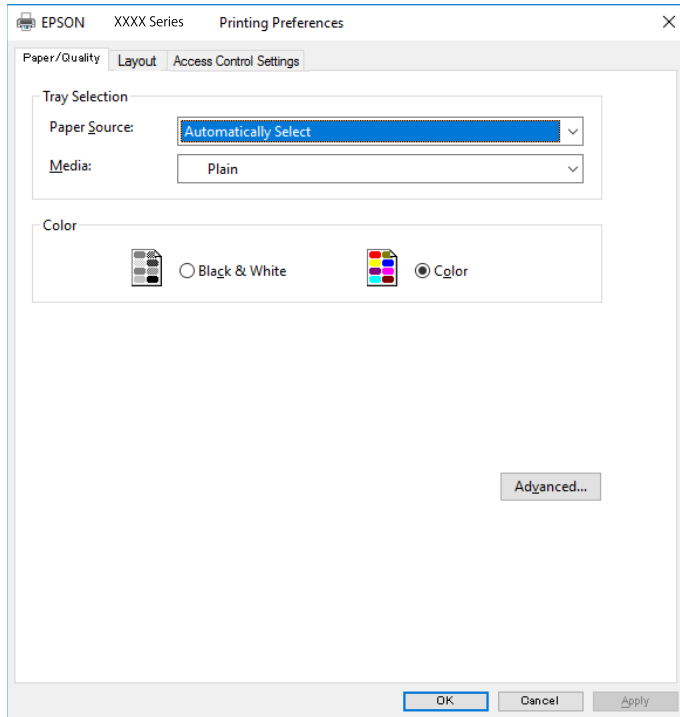 EPSON XXXX Series Printing Preferences
Paper/Quality Layout Access Control Settings
Tray Selection
Paper Source: Automatically Select
Media: Plain
Color
Black & White Color
Advanced...
OK Cancel Apply